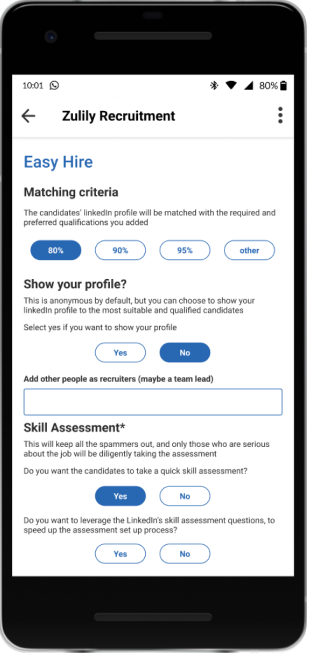 10:01 80%
Zulily Recruitment
Easy Hire
Matching criteria
The candidates' linkedIn profile will be matched with the required and
preferred qualifications you added
80% 90% 95% other
Show your profile?
This is anonymous by default, but you can choose to show your
linkedIn profile to the most suitable and qualified candidates
Select yes if you want to show your profile
Yes No
Add other people as recruiters (maybe a team lead)
Skill Assessment*
This will keep all the spammers out, and only those who are serious
about the job will be diligently taking the assessment
Do you want the candidates to take a quick skill assessment?
Yes No
Do you want to leverage the LinkedIn's skill assessment questions, to
speed up the assessment set up process?
Yes No